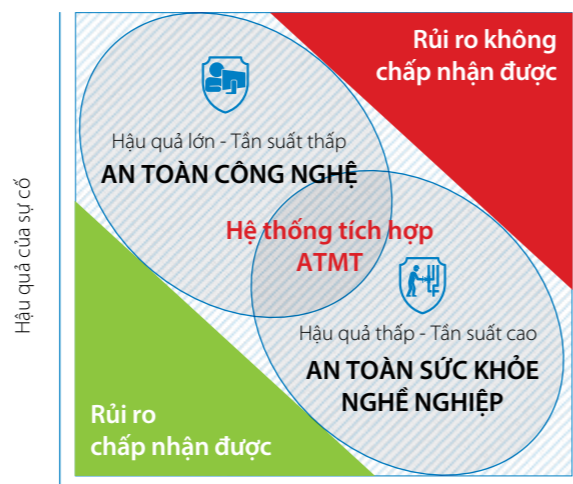 Rủi ro không
chấp nhận được
Hậu quả lớn - Tần suất thấp
AN TOÀN CÔNG NGHỆ
Hậu quả của sự cố
Hệ thống tích hợp
ATMT
Hậu quả thấp - Tần suất cao
AN TOÀN SỨC KHỎE
NGHỀ NGHIỆP
Rủi ro
chấp nhận được